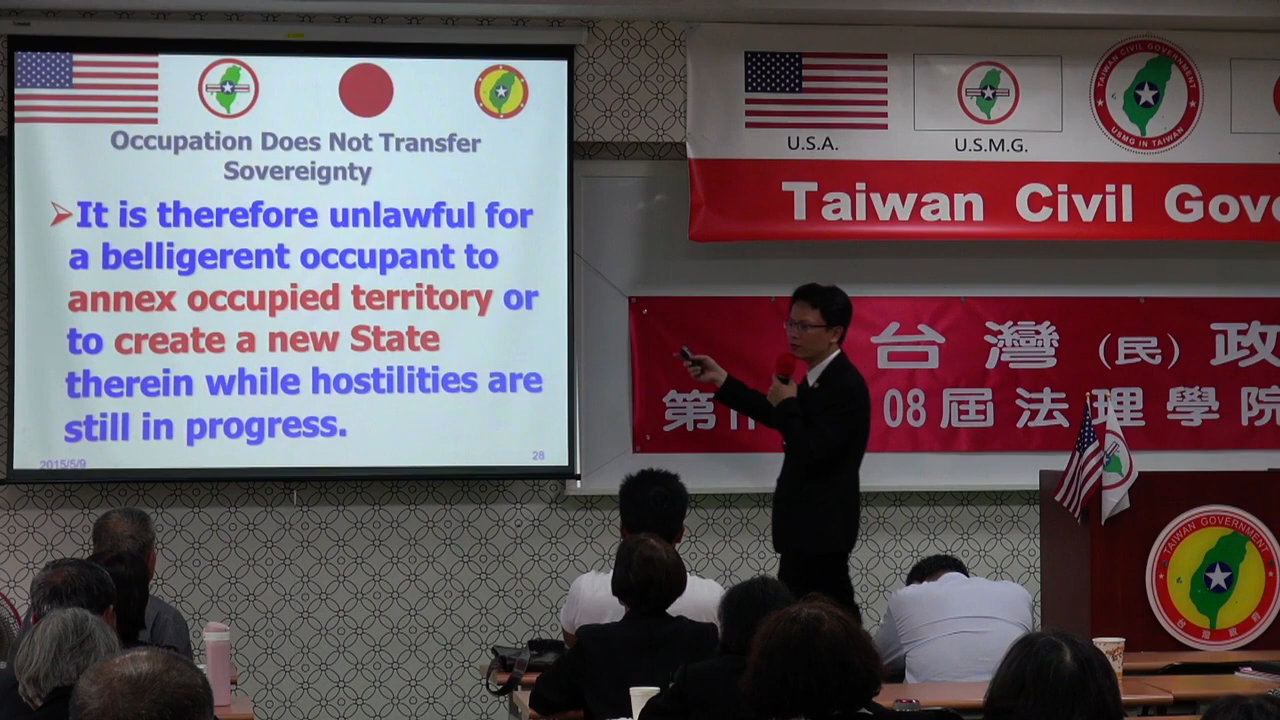 Occupation Does Not Transfer
Sovereignty
It is therefore unlawful for
a belligerent occupant to
annex occupied territory or
to create a new State
therein while hostilities are
still in progress.
2015/5/9
28
U.S.A.
U.S.M.G.
TAIWAN CIVIL GOVERNMENT
USMG IN TAIWAN
Taiwan Civil Gove
台灣(民)政
第 08屆法理學院
TAIWAN GOVERNMENT
台灣政府